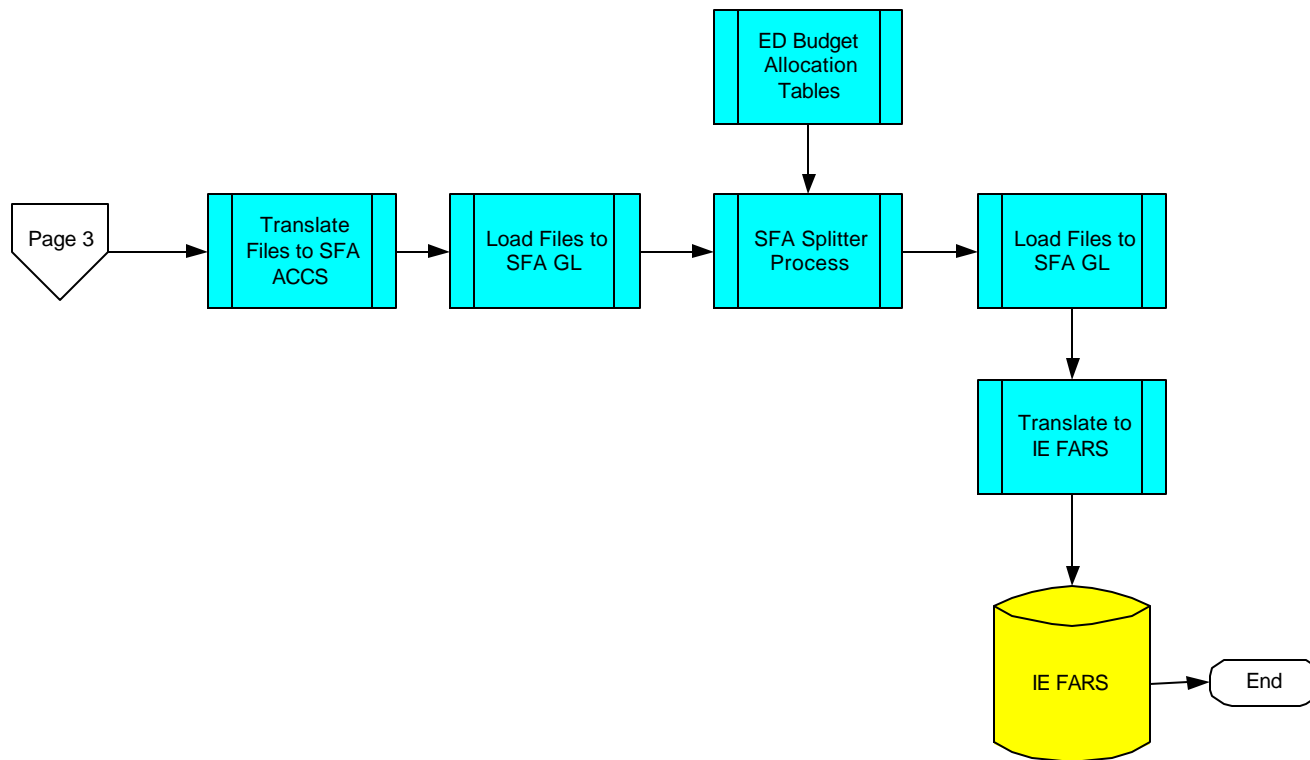 ED Budget
Allocation
Tables
Page 3
Translate
Files to SFA
ACCS
Load Files to
SFA GL
SFA Splitter
Process
Load Files to
SFA GL
Translate to
IE FARS
IE FARS
End